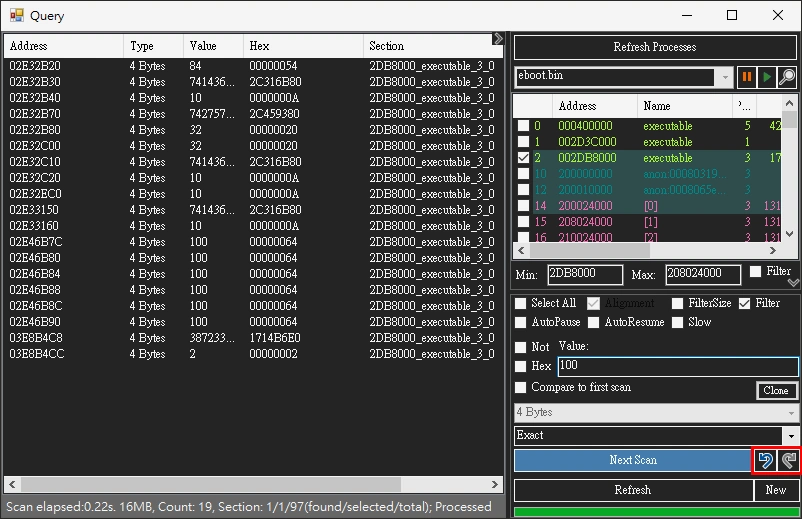 Query
Address Type Value Hex Section
02E32B20 4 Bytes 84 00000054 2DB8000_executable_3_0
02E32B30 4 Bytes 741436... 2C316B80 2DB8000_executable_3_0
02E32B40 4 Bytes 10 0000000A 2DB8000_executable_3_0
02E32B70 4 Bytes 742757... 2C459380 2DB8000_executable_3_0
02E32B80 4 Bytes 32 00000020 2DB8000_executable_3_0
02E32C00 4 Bytes 32 00000020 2DB8000_executable_3_0
02E32C10 4 Bytes 741436... 2C316B80 2DB8000_executable_3_0
02E32C20 4 Bytes 10 0000000A 2DB8000_executable_3_0
02E32EC0 4 Bytes 10 0000000A 2DB8000_executable_3_0
02E33150 4 Bytes 741436... 2C316B80 2DB8000_executable_3_0
02E33160 4 Bytes 10 0000000A 2DB8000_executable_3_0
02E46B7C 4 Bytes 100 00000064 2DB8000_executable_3_0
02E46B80 4 Bytes 100 00000064 2DB8000_executable_3_0
02E46B84 4 Bytes 100 00000064 2DB8000_executable_3_0
02E46B88 4 Bytes 100 00000064 2DB8000_executable_3_0
02E46B8C 4 Bytes 100 00000064 2DB8000_executable_3_0
02E46B90 4 Bytes 100 00000064 2DB8000_executable_3_0
03E8B4C8 4 Bytes 387233... 1714B6E0 2DB8000_executable_3_0
03E8B4CC 4 Bytes 2 00000002 2DB8000_executable_3_0
Scan elapsed:0.22s. 16MB, Count: 19, Section: 1/1/97(found/selected/total); Processed
Refresh Processes
eboot.bin
Address Name
0 000400000 executable 5 42
1 002D3C000 executable 1
2 002DB8000 executable 3 17
10 200000000 anon:00080319... 3
12 200010000 anon:0008065e... 3
14 200024000 [0] 3 131
15 208024000 [1] 3 131
16 210024000 [2] 3 131
Min: 2DB8000 Max: 208024000 Filter
Select All Alignment FilterSize Filter
AutoPause AutoResume Slow
Not Value:
Hex 100
Compare to first scan Clone
4 Bytes
Exact
Next Scan
Refresh New